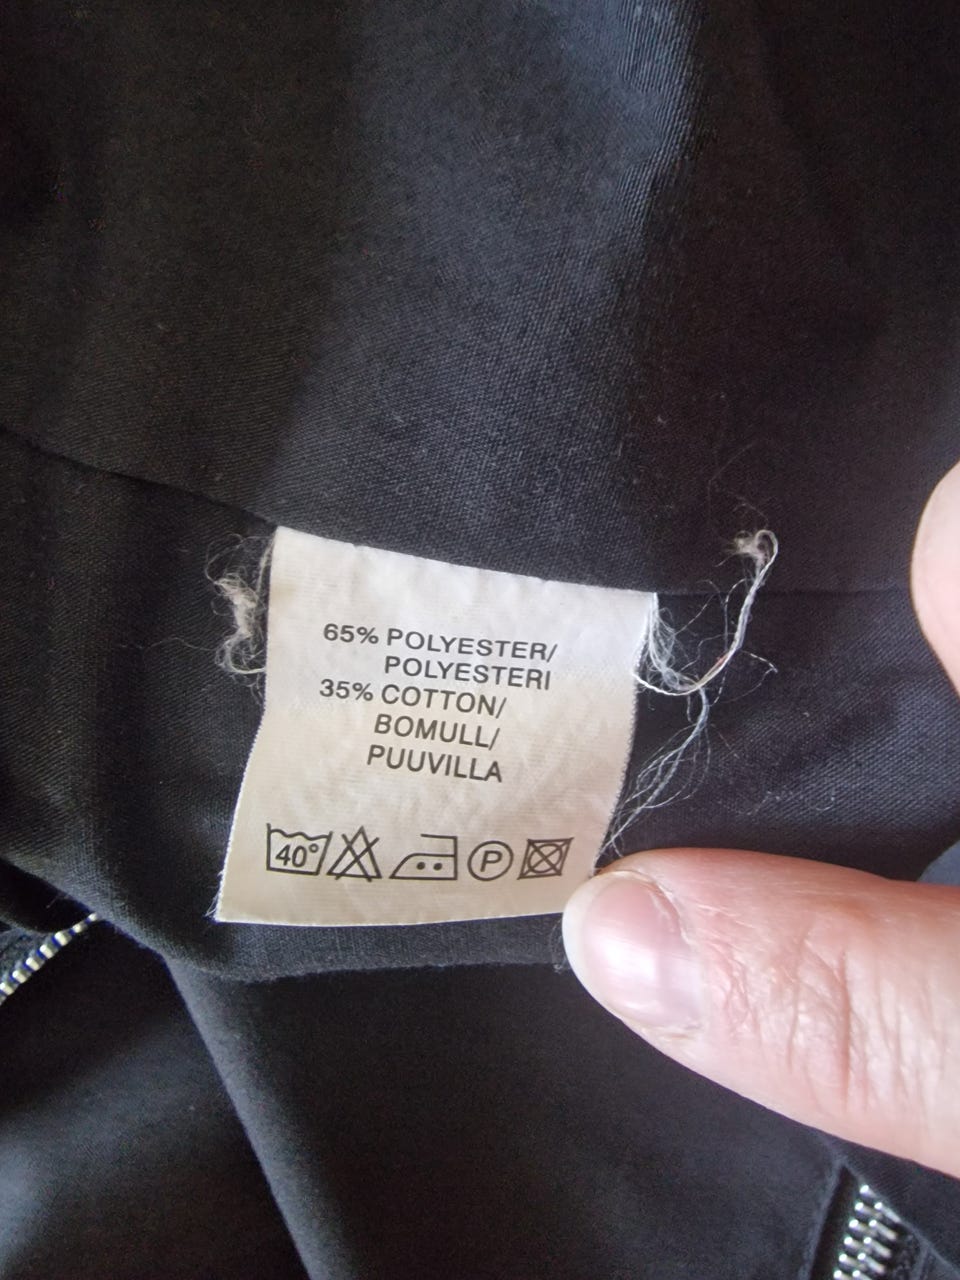 65% POLYESTER/
POLYESTERI
35% COTTON/
BOMULL/
PUUVILLA
40° P